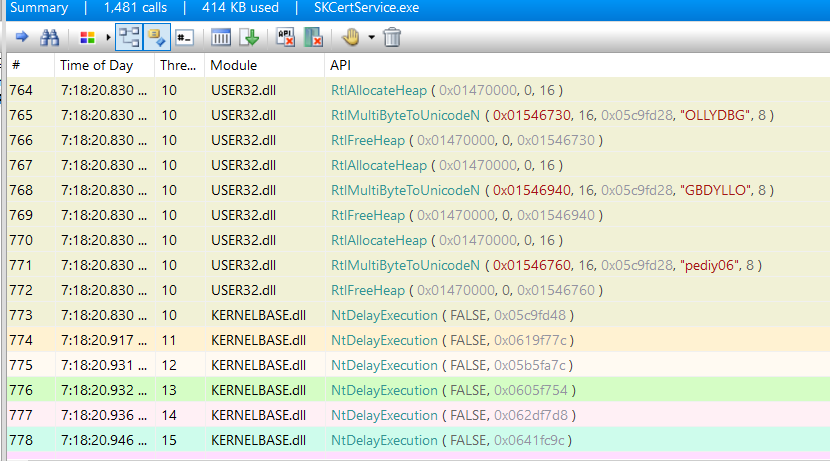 Summary | 1,481 calls | 414 KB used | SKCertService.exe
# Time of Day Thre... Module API
764 7:18:20.830 ... 10 USER32.dll RtlAllocateHeap ( 0x01470000, 0, 16 )
765 7:18:20.830 ... 10 USER32.dll RtlMultiByteToUnicodeN ( 0x01546730, 16, 0x05c9fd28, "OLLYDBG", 8 )
766 7:18:20.830 ... 10 USER32.dll RtlFreeHeap ( 0x01470000, 0, 0x01546730 )
767 7:18:20.830 ... 10 USER32.dll RtlAllocateHeap ( 0x01470000, 0, 16 )
768 7:18:20.830 ... 10 USER32.dll RtlMultiByteToUnicodeN ( 0x01546940, 16, 0x05c9fd28, "GBDYLLO", 8 )
769 7:18:20.830 ... 10 USER32.dll RtlFreeHeap ( 0x01470000, 0, 0x01546940 )
770 7:18:20.830 ... 10 USER32.dll RtlAllocateHeap ( 0x01470000, 0, 16 )
771 7:18:20.830 ... 10 USER32.dll RtlMultiByteToUnicodeN ( 0x01546760, 16, 0x05c9fd28, "pediy06", 8 )
772 7:18:20.830 ... 10 USER32.dll RtlFreeHeap ( 0x01470000, 0, 0x01546760 )
773 7:18:20.830 ... 10 KERNELBASE.dll NtDelayExecution ( FALSE, 0x05c9fd48 )
774 7:18:20.917 ... 11 KERNELBASE.dll NtDelayExecution ( FALSE, 0x0619f77c )
775 7:18:20.931 ... 12 KERNELBASE.dll NtDelayExecution ( FALSE, 0x05b5fa7c )
776 7:18:20.932 ... 13 KERNELBASE.dll NtDelayExecution ( FALSE, 0x0605f754 )
777 7:18:20.936 ... 14 KERNELBASE.dll NtDelayExecution ( FALSE, 0x062df7d8 )
778 7:18:20.946 ... 15 KERNELBASE.dll NtDelayExecution ( FALSE, 0x0641fc9c )